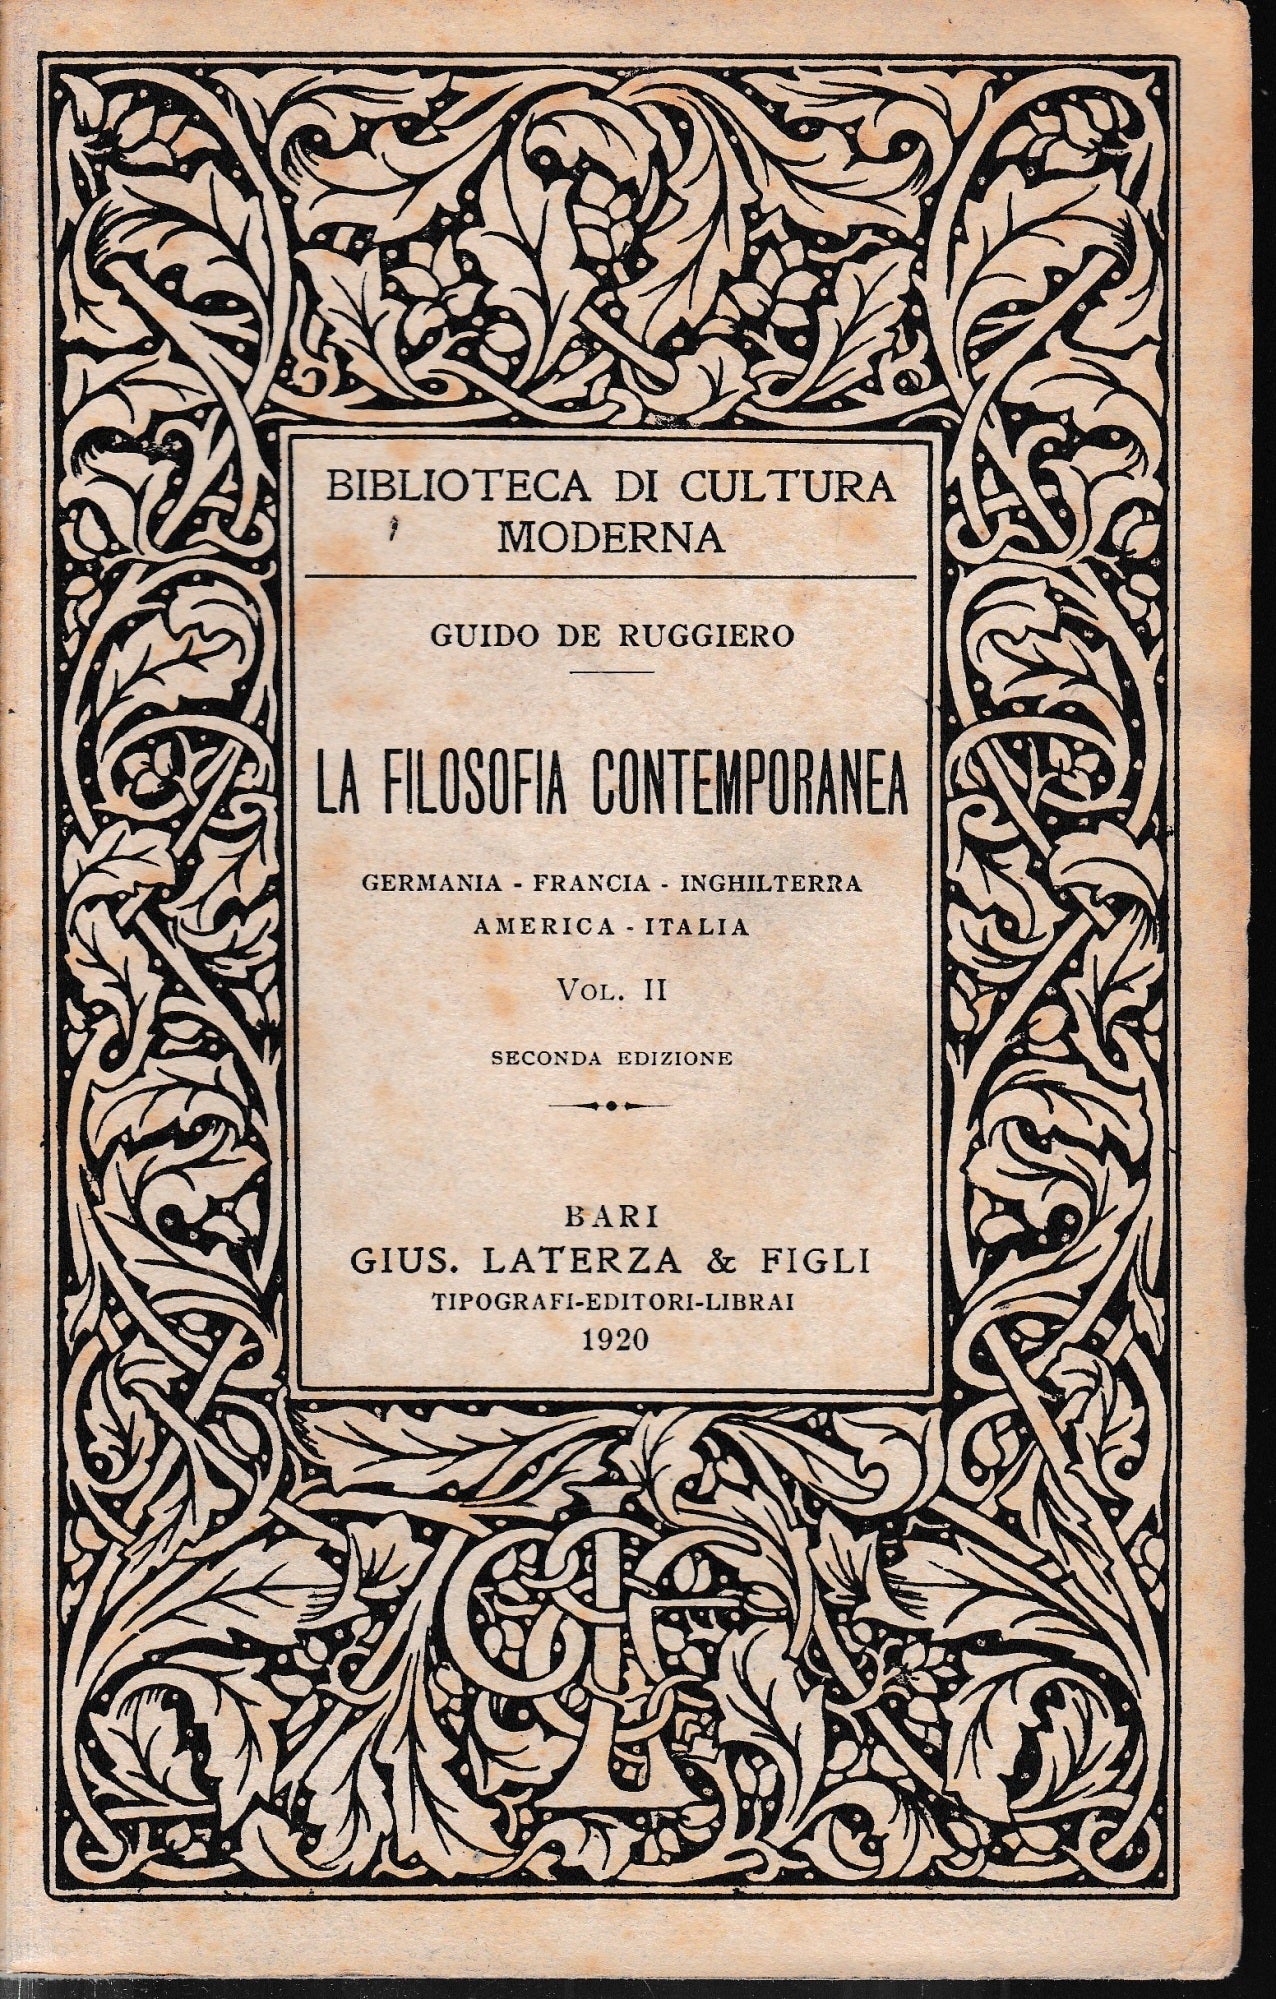 BIBLIOTECA DI CULTURA
MODERNA
GUIDO DE RUGGIERO
LA FILOSOFIA CONTEMPORANEA
GERMANIA - FRANCIA - INGHILTERRA
AMERICA - ITALIA
VOL. II
SECONDA EDIZIONE
BARI
GIUS. LATERZA & FIGLI
TIPOGRAFI-EDITORI-LIBRAI
1920